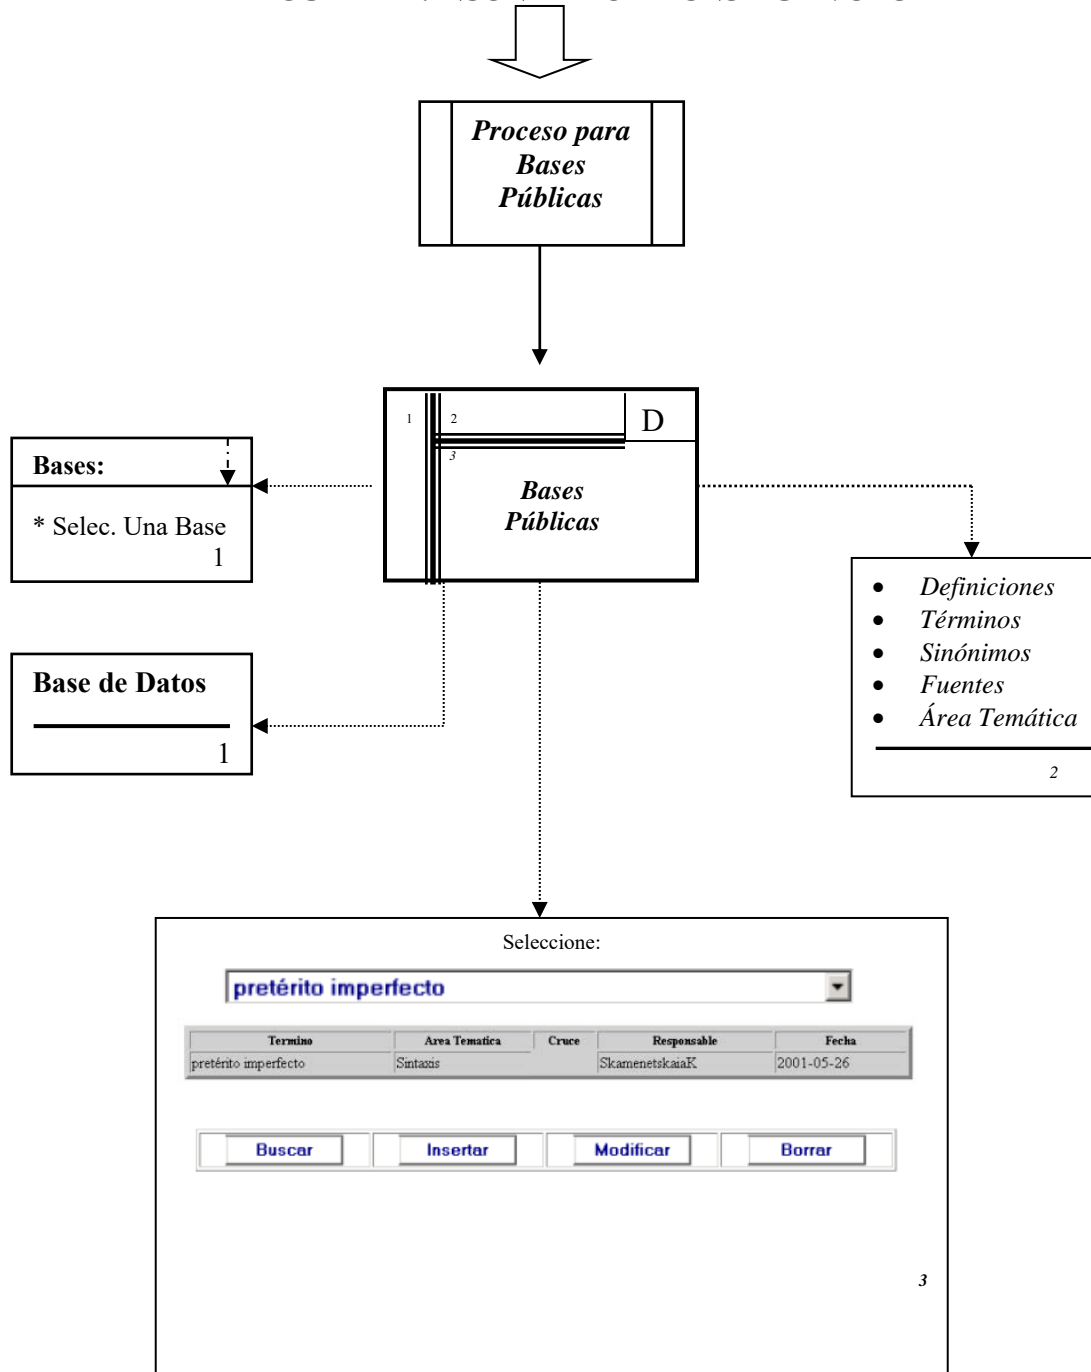 Proceso para
Bases
Públicas
1
2
D
3
Bases
Públicas
Bases:
* Selec. Una Base
1
Base de Datos
1
• Definiciones
• Términos
• Sinónimos
• Fuentes
• Área Temática
2
Seleccione:
pretérito imperfecto
Termino Area Tematica Cruce Responsable Fecha
pretérito imperfecto Sintaxis SkamenetskaiaK 2001-05-26
Buscar Insertar Modificar Borrar
3